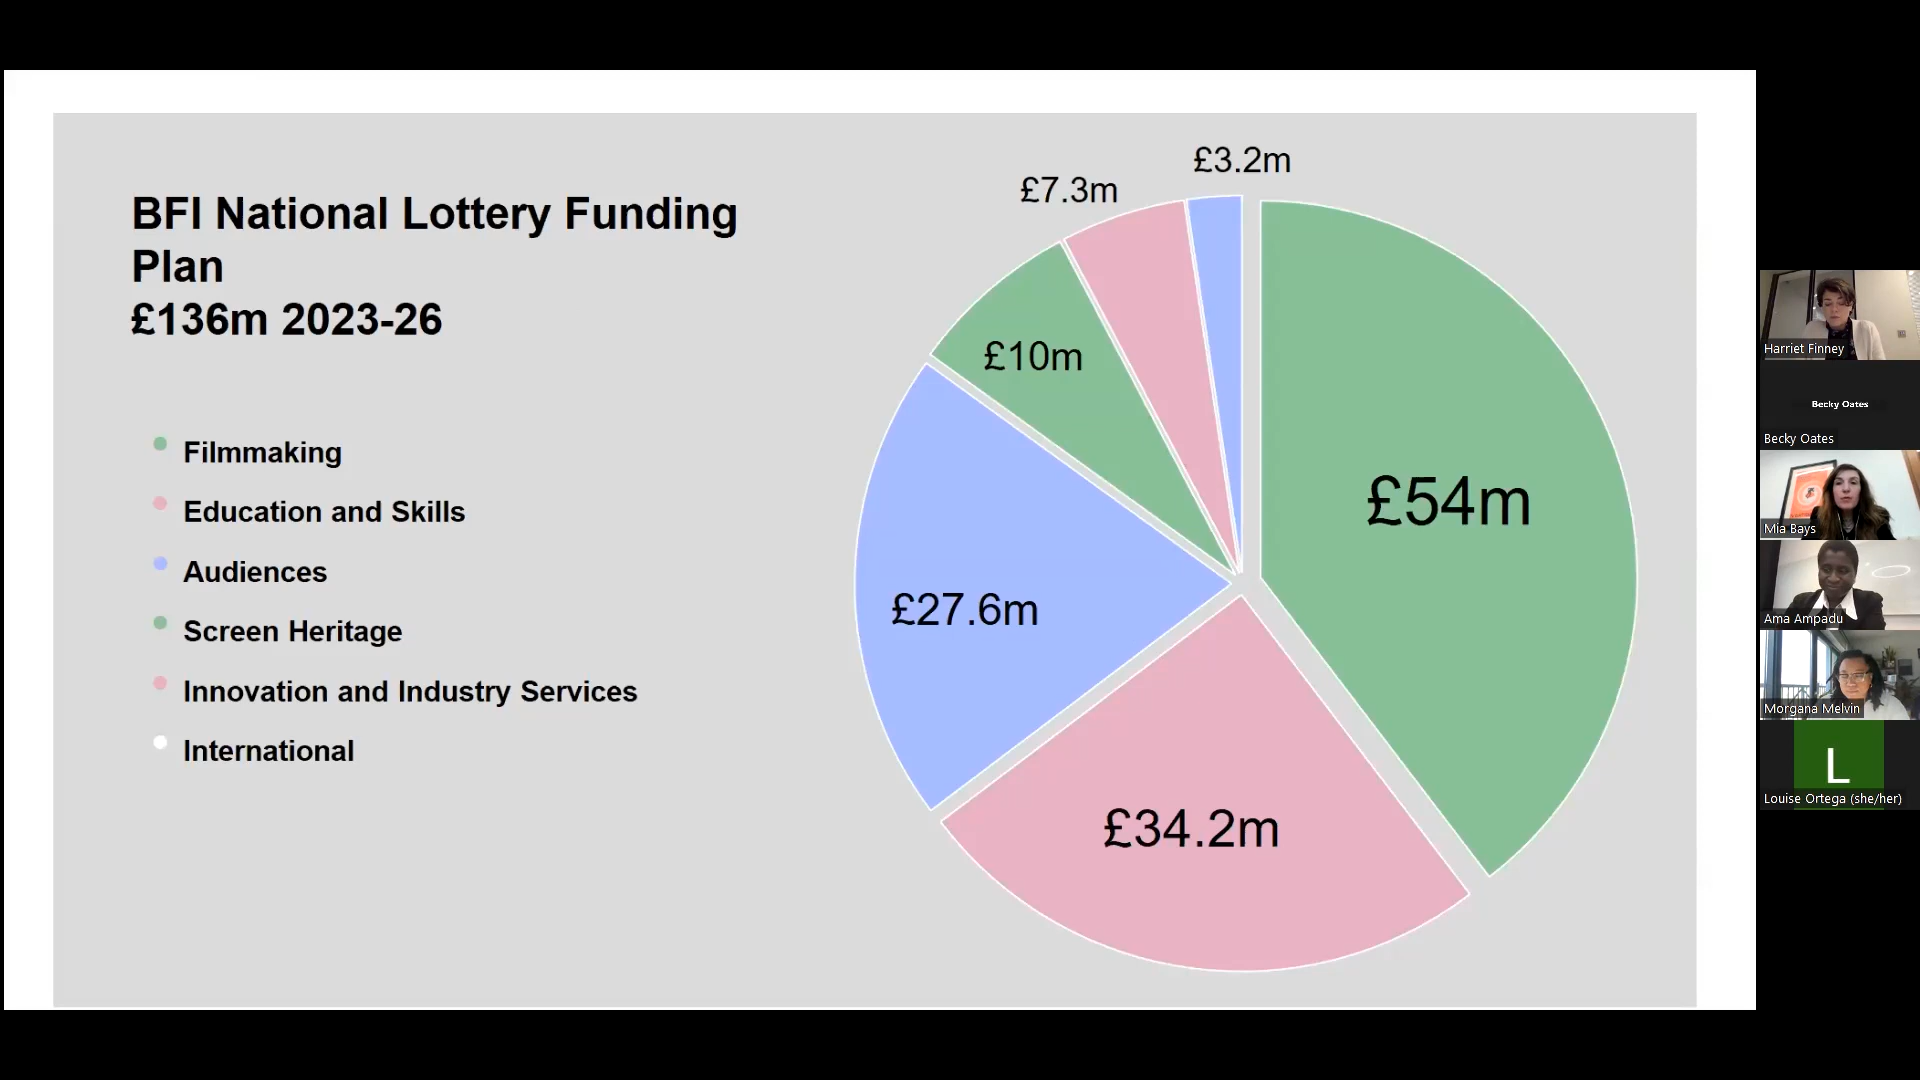 BFI National Lottery Funding
Plan
£136m 2023-26
Filmmaking
Education and Skills
Audiences
Screen Heritage
Innovation and Industry Services
International
£3.2m
£7.3m
£10m
£54m
£27.6m
£34.2m
Harriet Finney
Becky Oates
Becky Oates
Mia Bays
Ama Ampadu
Morgana Melvin
L
Louise Ortega (she/her)